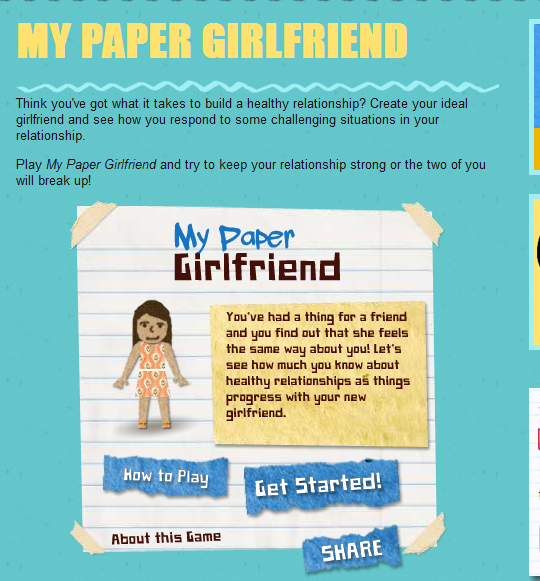 MY PAPER GIRLFRIEND
Think you've got what it takes to build a healthy relationship? Create your ideal
girlfriend and see how you respond to some challenging situations in your
relationship.
Play My Paper Girlfriend and try to keep your relationship strong or the two of you
will break up!
My Paper
Girlfriend
You've had a thing for a friend
and you find out that she feels
the same way about you! Let's
see how much you know about
healthy relationships as things
progress with your new
girlfriend.
How to Play
Get Started!
About this Game
SHARE